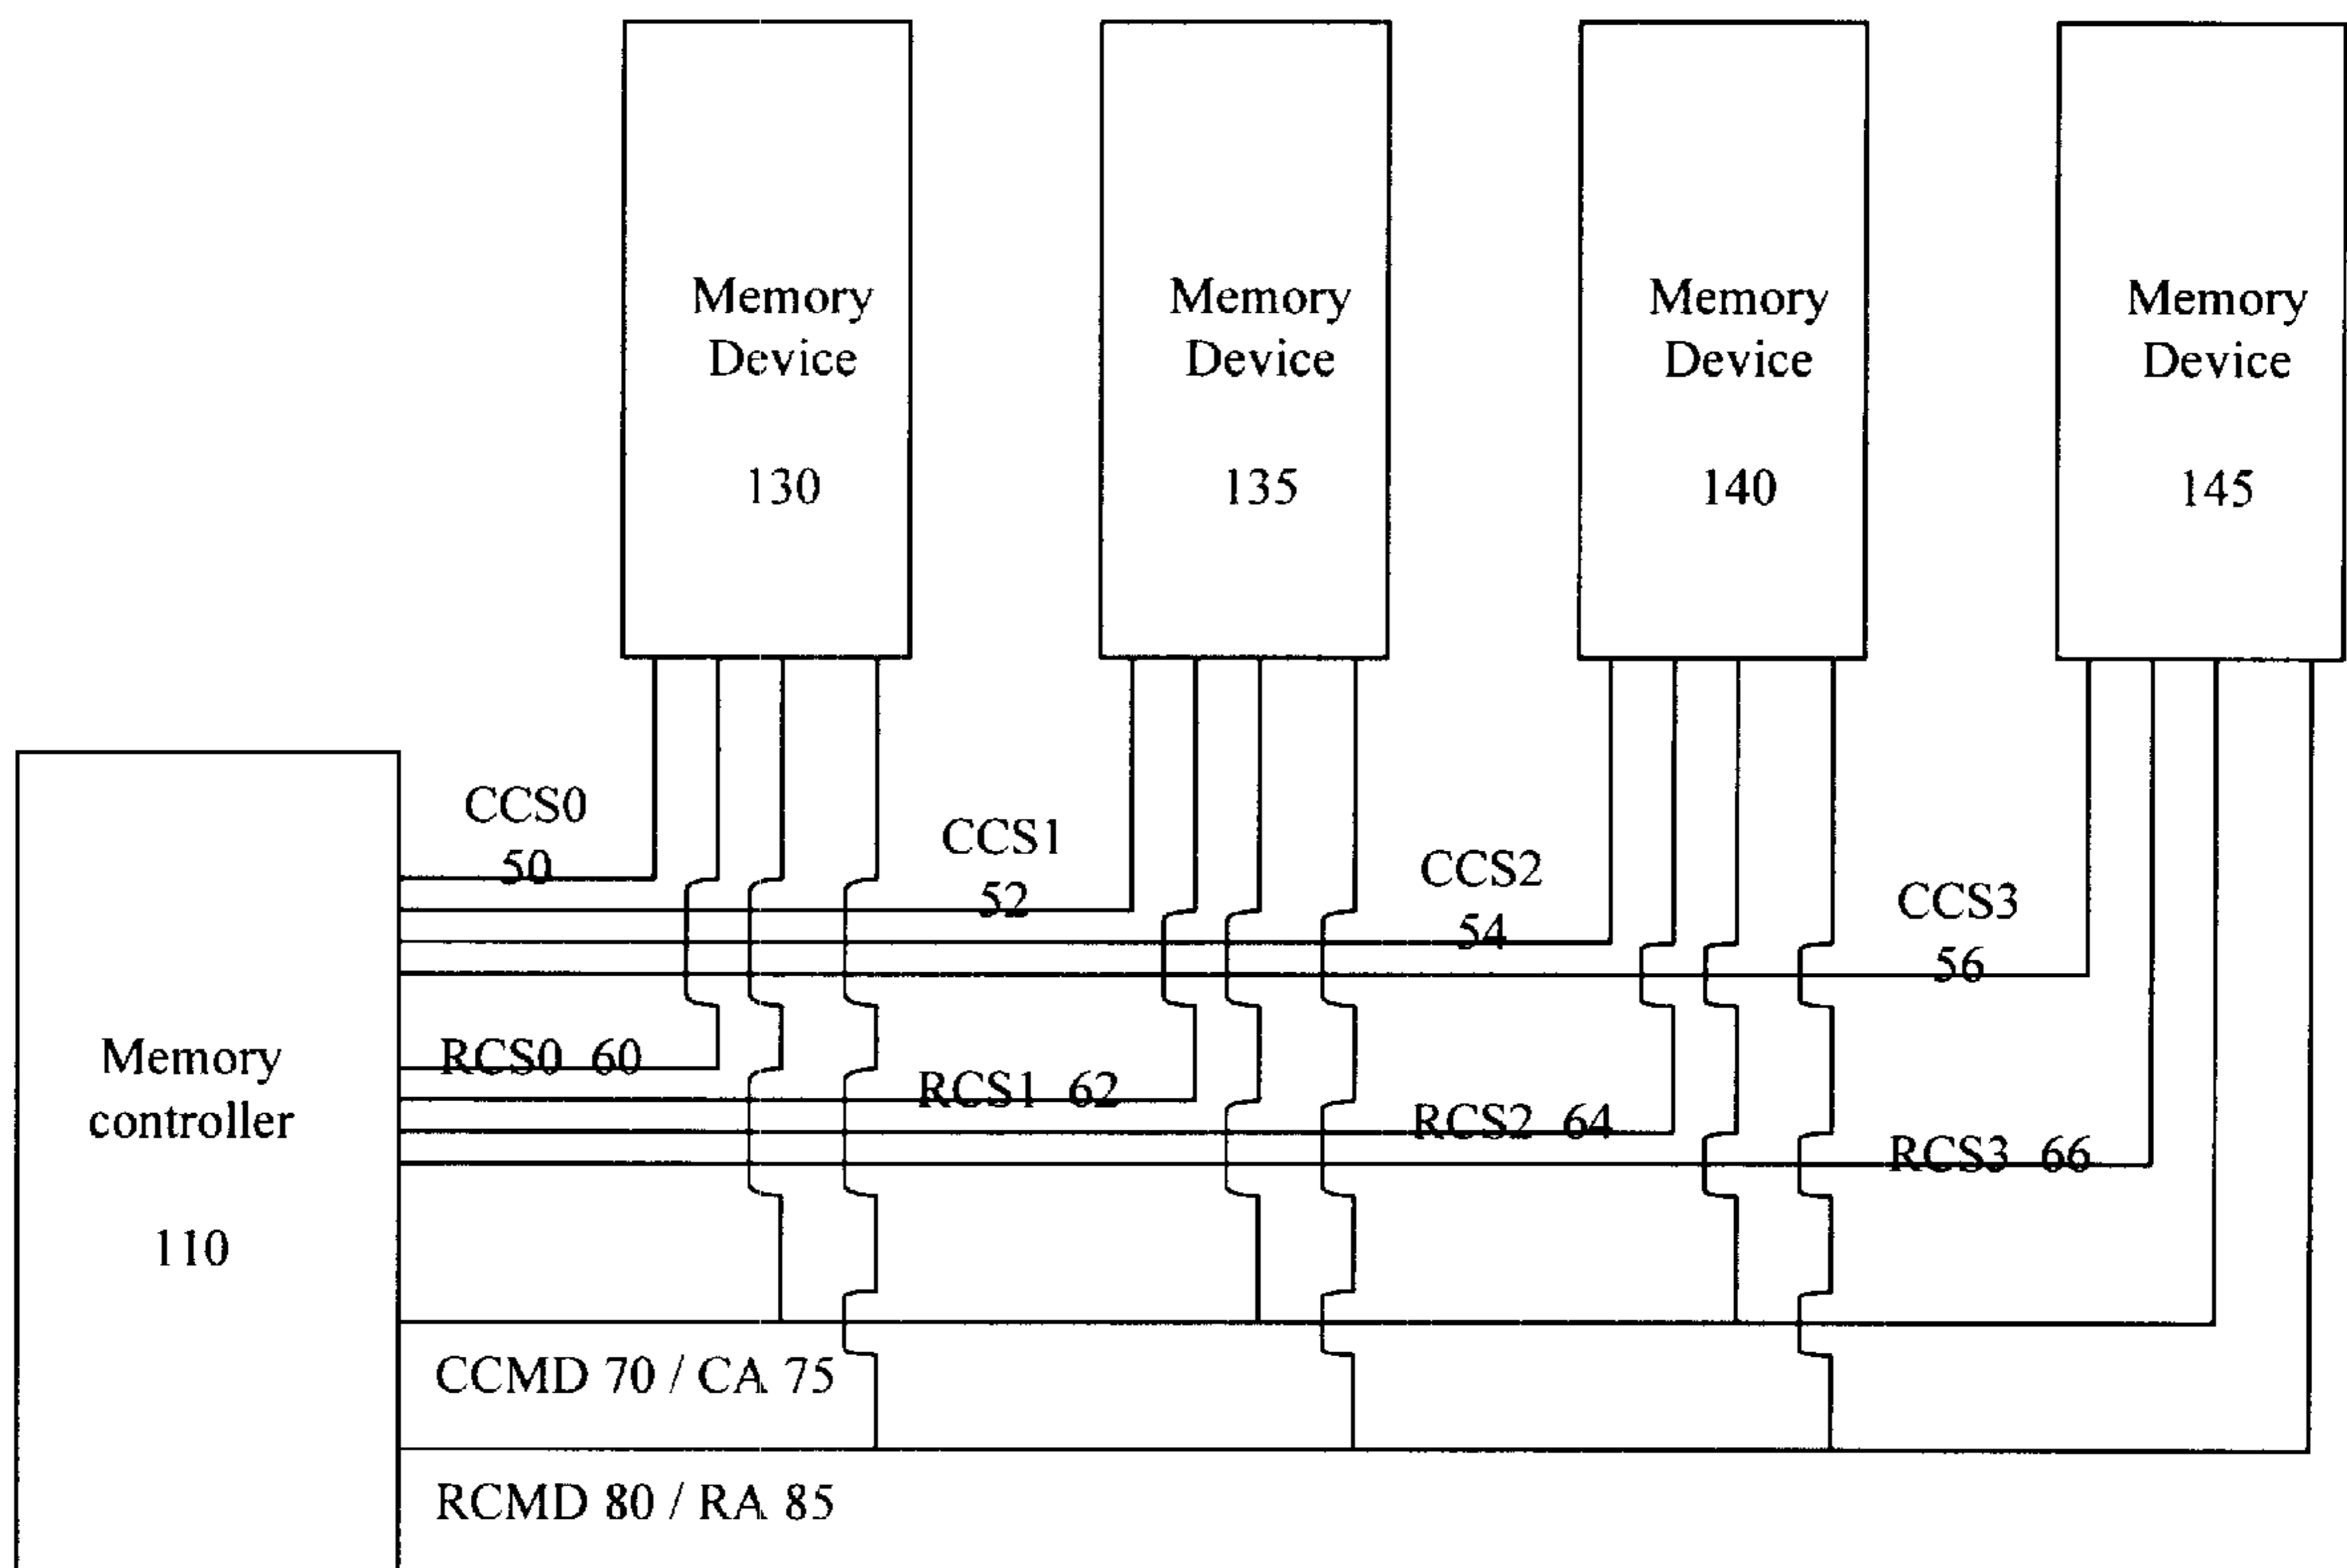 Memory
Device
130
Memory
Device
135
Memory
Device
140
Memory
Device
145
CCS0
50
CCS1
52
CCS2
54
CCS3
56
RCS0 60
RCS1 62
RCS2 64
RCS3 66
Memory
controller
110
CCMD 70 / CA 75
RCMD 80 / RA 85